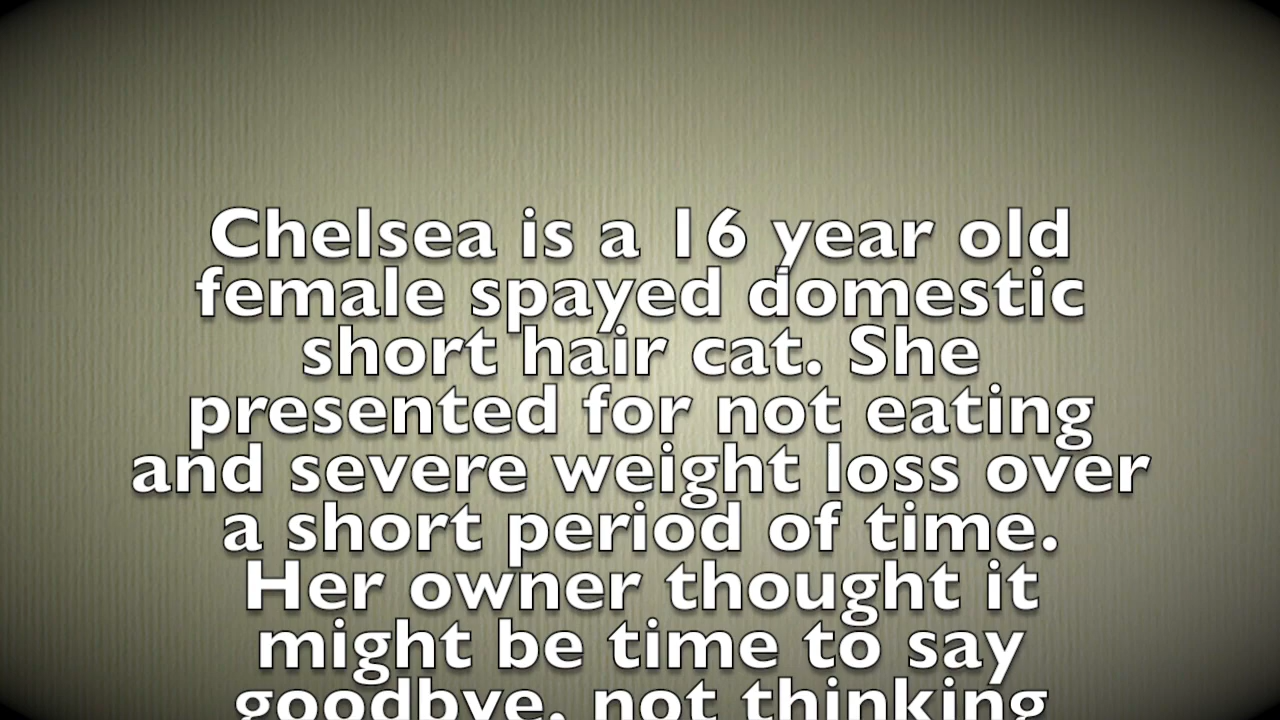 Chelsea is a 16 year old
female spayed domestic
short hair cat. She
presented for not eating
and severe weight loss over
a short period of time.
Her owner thought it
might be time to say
goodbye, not thinking